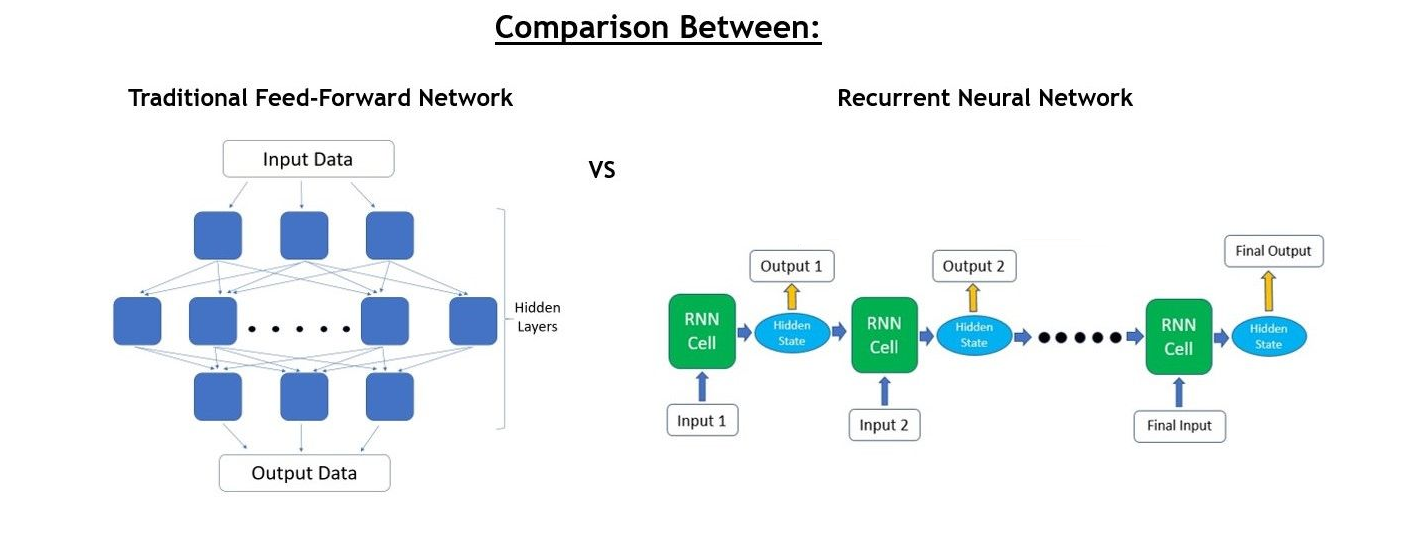 Comparison Between:
Traditional Feed-Forward Network
VS
Recurrent Neural Network
Input Data
Hidden
Layers
Output Data
RNN
Cell
Input 1
Hidden
State
Output 1
RNN
Cell
Input 2
Hidden
State
Output 2
RNN
Cell
Final Input
Hidden
State
Final Output